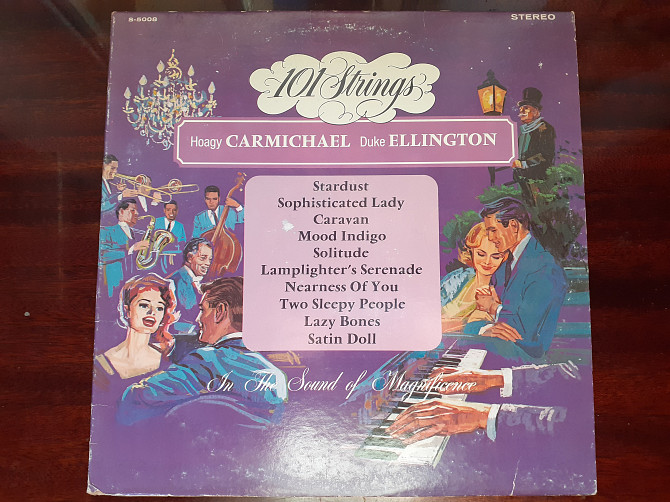 S-5008
STEREO
101 Strings
Hoagy CARMICHAEL Duke ELLINGTON
Stardust
Sophisticated Lady
Caravan
Mood Indigo
Solitude
Lamplighter's Serenade
Nearness Of You
Two Sleepy People
Lazy Bones
Satin Doll
In The Sound of Magnificence